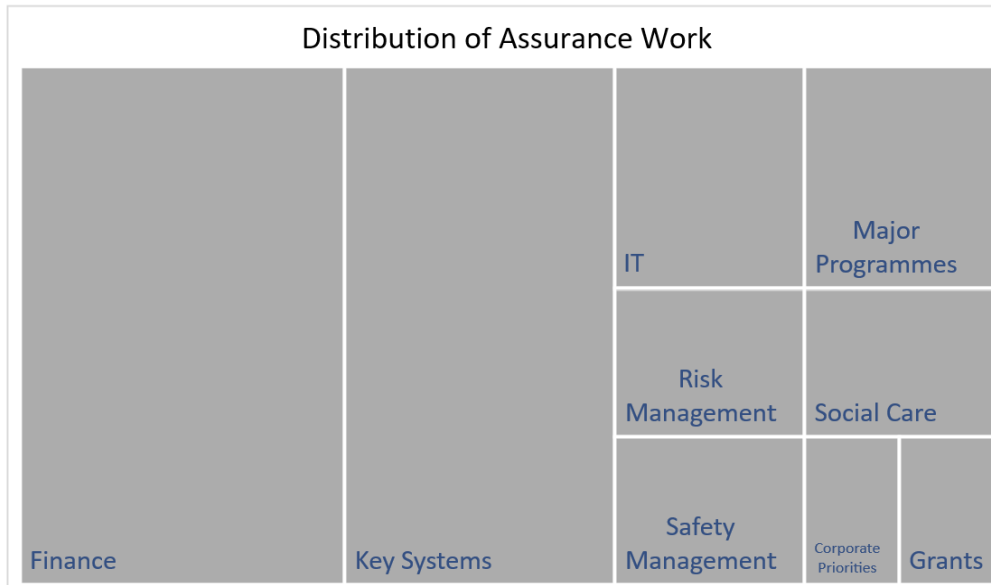 Distribution of Assurance Work
Finance
Key Systems
IT
Major
Programmes
Risk
Management
Social Care
Safety
Management
Corporate
Priorities
Grants